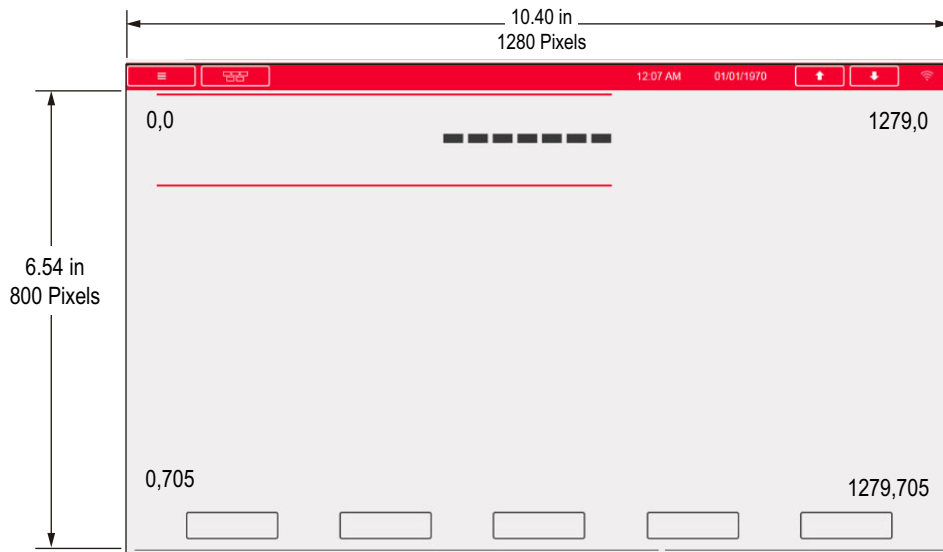 10.40 in
1280 Pixels
12:07 AM 01/01/1970
0,0 1279,0
6.54 in
800 Pixels
0,705 1279,705